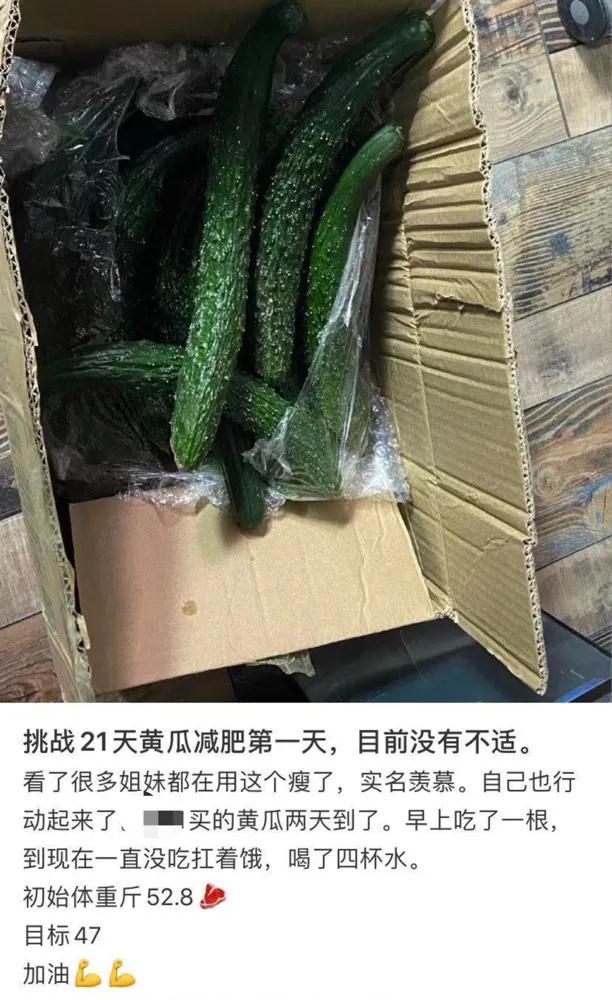 挑战21天黄瓜减肥第一天，目前没有不适。
看了很多姐妹都在用这个瘦了，实名羡慕。自己也行
动起来了、买的黄瓜两天到了。早上吃了一根，
到现在一直没吃扛着饿，喝了四杯水。
初始体重斤52.8🥩
目标47
加油💪💪